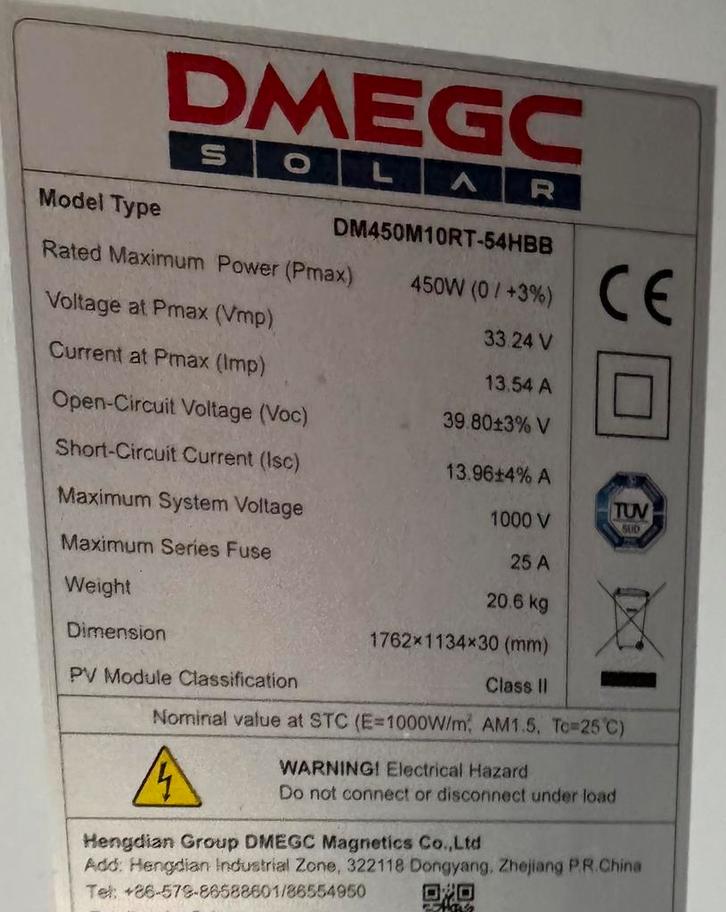 DMEGC
SOLAR
Model Type DM450M10RT-54HBB
Rated Maximum Power (Pmax) 450W (0 / +3%)
Voltage at Pmax (Vmp) 33.24 V
Current at Pmax (Imp) 13.54 A
Open-Circuit Voltage (Voc) 39.80±3% V
Short-Circuit Current (Isc) 13.96±4% A
Maximum System Voltage 1000 V
Maximum Series Fuse 25 A
Weight 20.6 kg
Dimension 1762×1134×30 (mm)
PV Module Classification Class II
CE
TÜV
SÜD
Nominal value at STC (E=1000W/m², AM1.5, Tc=25℃)
WARNING! Electrical Hazard
Do not connect or disconnect under load
Hengdian Group DMEGC Magnetics Co.,Ltd
Add: Hengdian Industrial Zone, 322118 Dongyang, Zhejiang P.R.China
Tel: +86-579-86588601/86554950